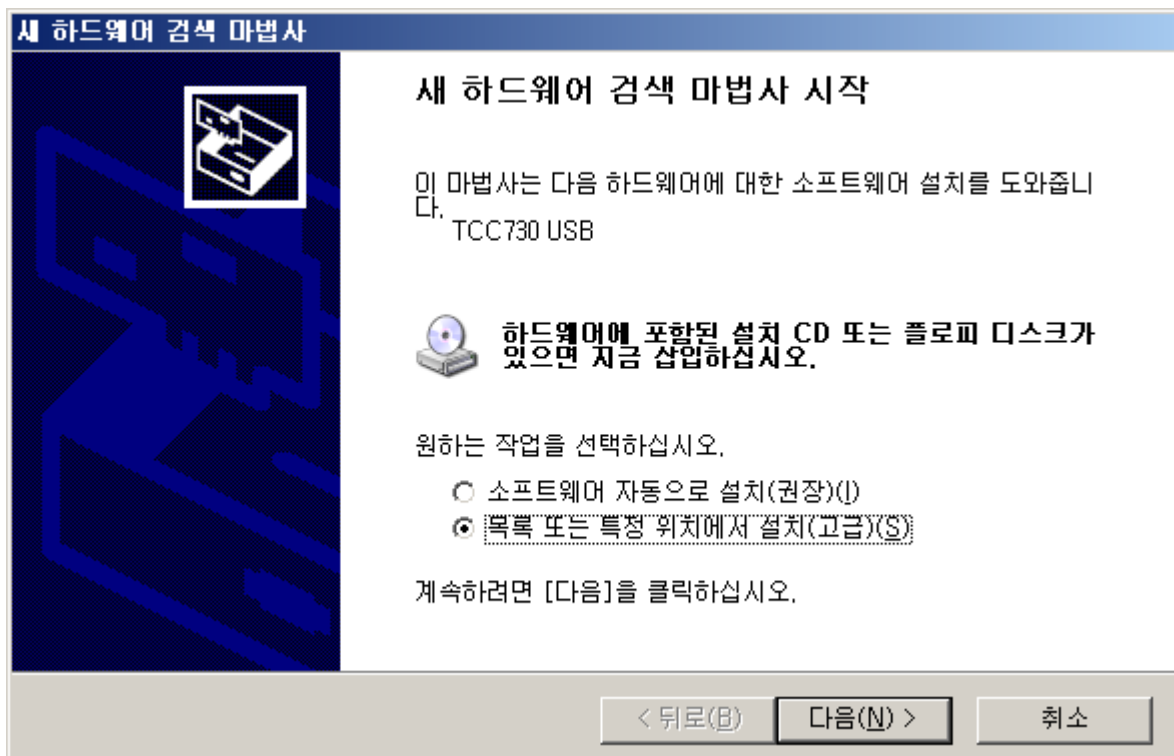 새 하드웨어 검색 마법사
새 하드웨어 검색 마법사 시작
이 마법사는 다음 하드웨어에 대한 소프트웨어 설치를 도와줍니
다.
TCC730 USB
하드웨어에 포함된 설치 CD 또는 플로피 디스크가
있으면 지금 삽입하십시오.
원하는 작업을 선택하십시오.
소프트웨어 자동으로 설치(권장)(I)
목록 또는 특정 위치에서 설치(고급)(S)
계속하려면 [다음]을 클릭하십시오.
< 뒤로(B) 다음(N) > 취소